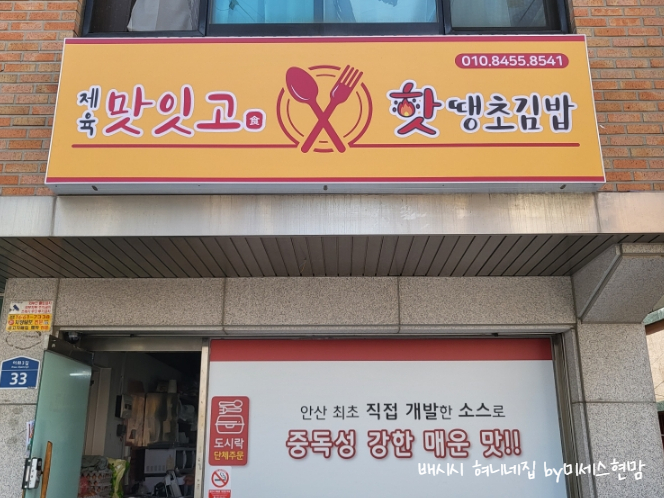 010.8455.8541
제육 맛잇고 食 핫 땡초김밥
33
안산 최초 직접 개발한 소스로
중독성 강한 매운 맛!!
도시락
단체주문
배시시 혀니네집 by미세스현맘